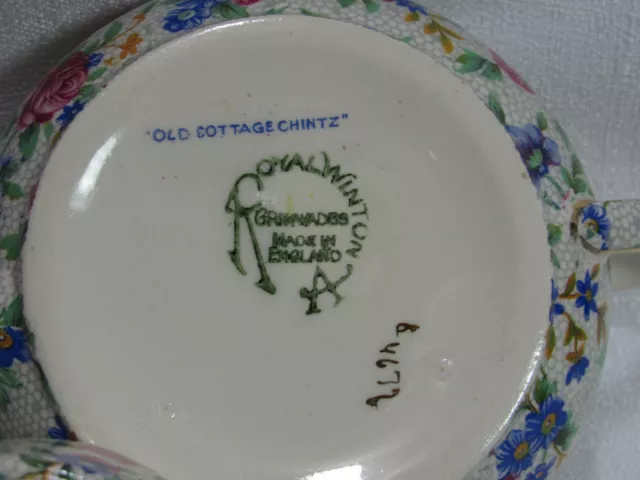 "OLD COTTAGE CHINTZ"
ROYAL WINTON
GRIMWADES
MADE IN
ENGLAND
A